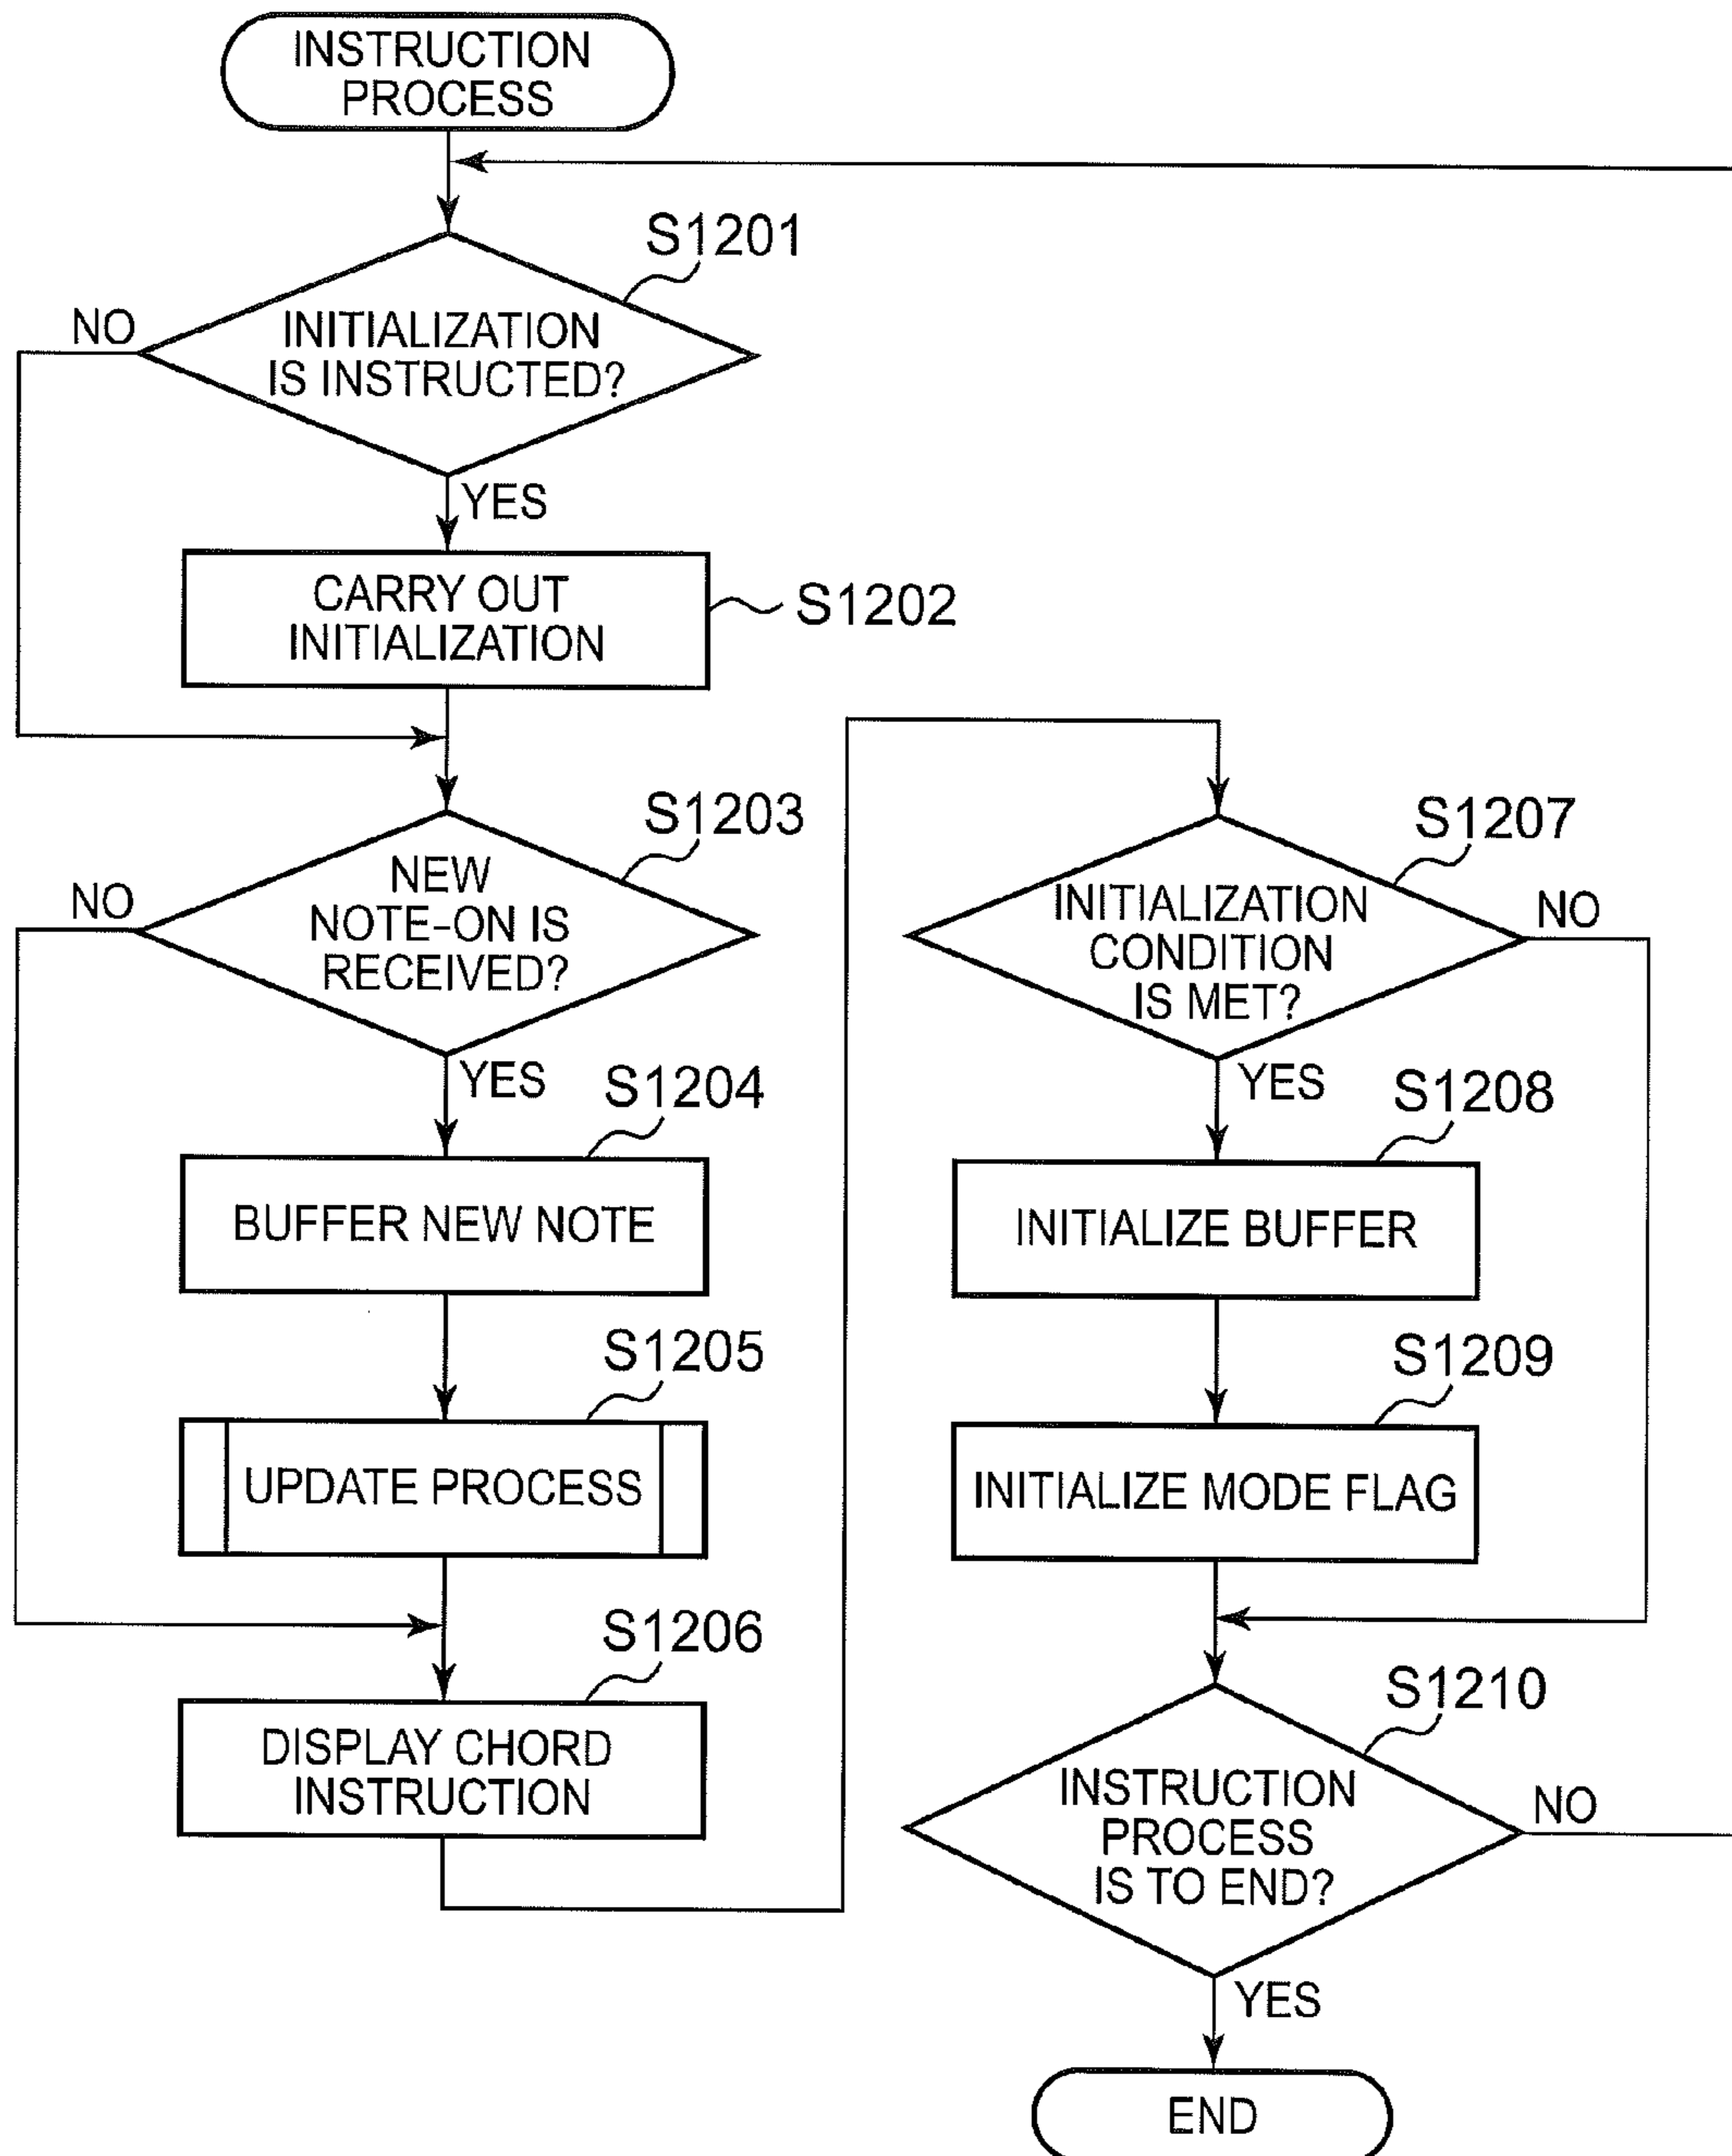 INSTRUCTION
PROCESS
S1201
NO
INITIALIZATION
IS INSTRUCTED?
YES
CARRY OUT
INITIALIZATION
S1202
S1203
NO
NEW
NOTE-ON IS
RECEIVED?
YES
S1204
BUFFER NEW NOTE
S1205
UPDATE PROCESS
S1206
DISPLAY CHORD
INSTRUCTION
S1207
INITIALIZATION
CONDITION
IS MET?
NO
YES
S1208
INITIALIZE BUFFER
S1209
INITIALIZE MODE FLAG
S1210
INSTRUCTION
PROCESS
IS TO END?
NO
YES
END